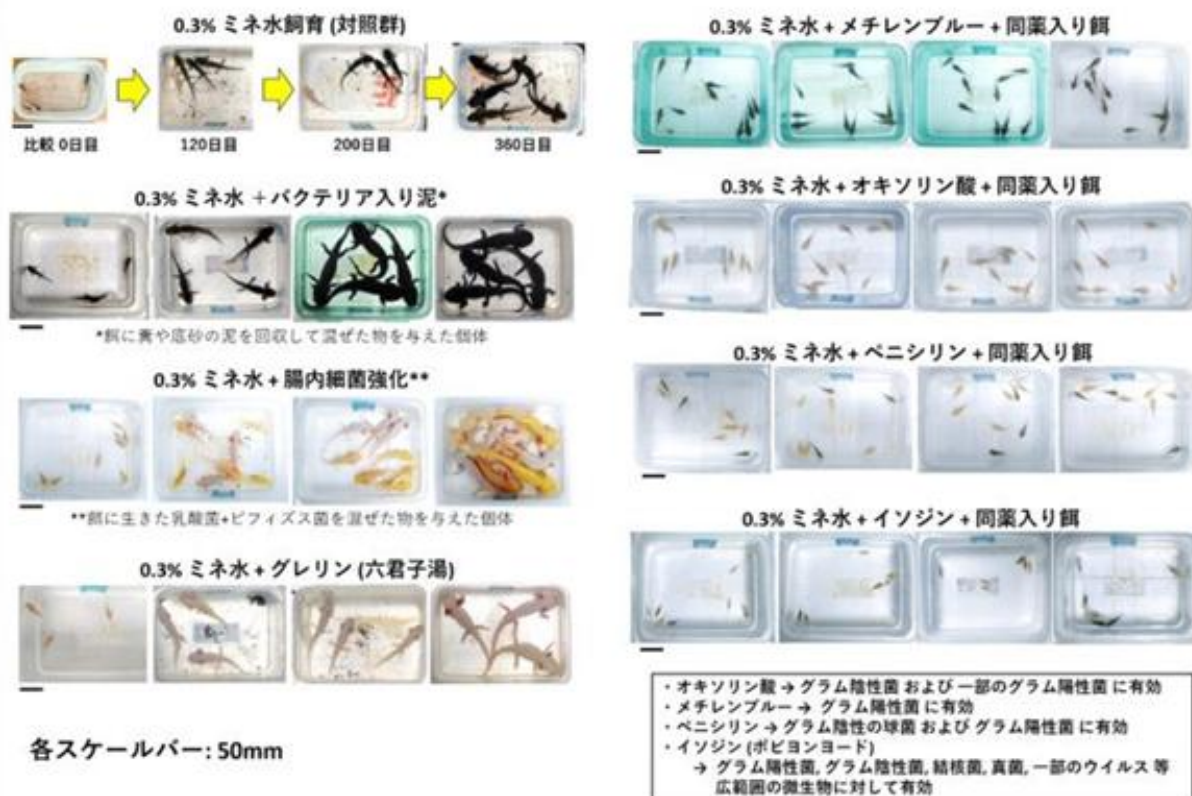 0.3% ミネ水飼育 (対照群)
比較 0日目
120日目
200日目
360日目
0.3% ミネ水 +バクテリア入り泥*
*餌に糞や底砂の泥を回収して混ぜた物を与えた個体
0.3% ミネ水 + 腸内細菌強化**
**餌に生きた乳酸菌+ビフィズス菌を混ぜた物を与えた個体
0.3% ミネ水 + グレリン (六君子湯)
各スケールバー: 50mm
0.3% ミネ水 + メチレンブルー + 同薬入り餌
0.3% ミネ水 + オキソリン酸 + 同薬入り餌
0.3% ミネ水 + ペニシリン + 同薬入り餌
0.3% ミネ水 + イソジン + 同薬入り餌
・オキソリン酸 → グラム陰性菌 および 一部のグラム陽性菌 に有効
・メチレンブルー → グラム陽性菌 に有効
・ペニシリン → グラム陰性の球菌 および グラム陽性菌 に有効
・イソジン (ポビヨンヨード)
→ グラム陽性菌, グラム陰性菌, 結核菌, 真菌, 一部のウイルス 等
広範囲の微生物に対して有効